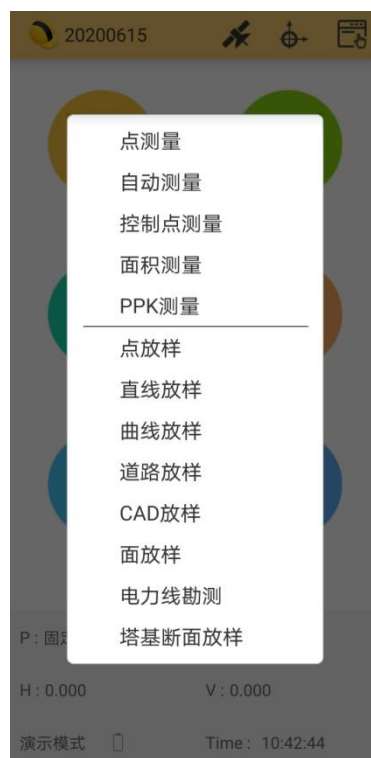 20200615
点测量
自动测量
控制点测量
面积测量
PPK测量
点放样
直线放样
曲线放样
道路放样
CAD放样
面放样
电力线勘测
塔基断面放样
P : 固
H : 0.000 V : 0.000
演示模式 Time : 10:42:44